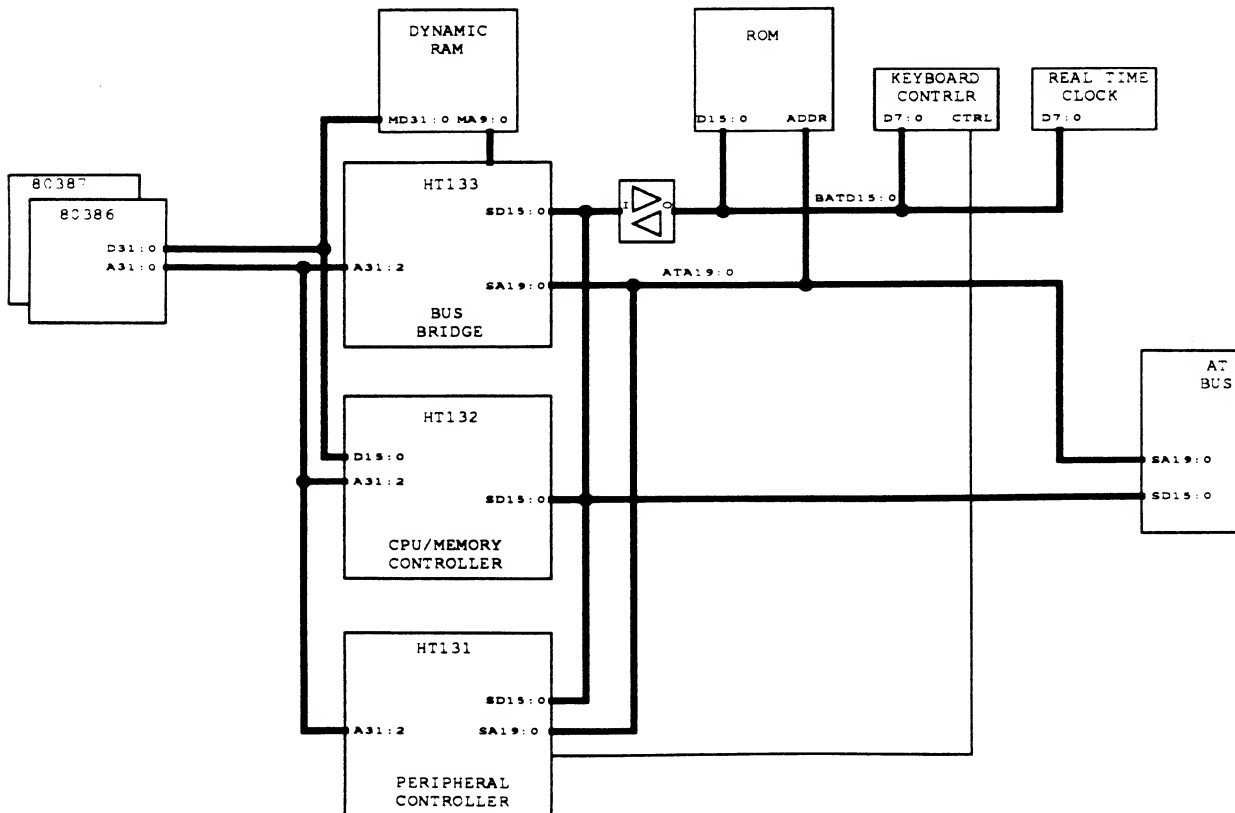 DYNAMIC
RAM
MD31:0 MA9:0
ROM
D15:0 ADDR
KEYBOARD
CONTRLR
D7:0 CTRL
REAL TIME
CLOCK
D7:0
80387
80386
D31:0
A31:0
HT133
SD15:0
A31:2
SA19:0
BUS
BRIDGE
I
O
BATD15:0
ATA19:0
AT
BUS
SA19:0
SD15:0
HT132
D15:0
A31:2
SD15:0
CPU/MEMORY
CONTROLLER
HT131
SD15:0
A31:2 SA19:0
PERIPHERAL
CONTROLLER